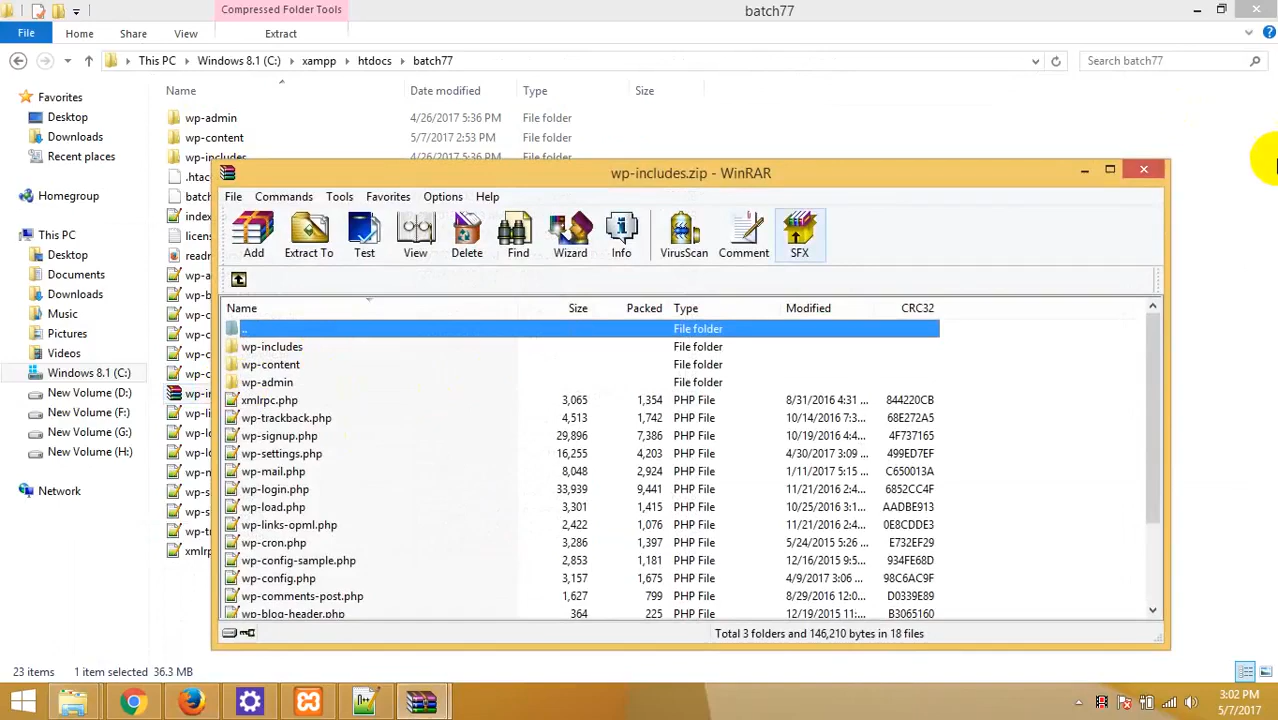 Compressed Folder Tools
batch77
File
Home
Share
View
Extract
This PC
Windows 8.1 (C:)
xampp
htdocs
batch77
Search batch77
Name
Date modified
Type
Size
Favorites
Desktop
Downloads
Recent places
Homegroup
This PC
Desktop
Documents
Downloads
Music
Pictures
Videos
Windows 8.1 (C:)
New Volume (D:)
New Volume (F:)
New Volume (G:)
New Volume (H:)
Network
wp-admin 4/26/2017 5:36 PM File folder
wp-content 5/7/2017 2:53 PM File folder
wp-includes 4/26/2017 5:36 PM File folder
.htac
batch
index
licens
readr
wp-a
wp-b
wp-c
wp-c
wp-c
wp-c
wp-in
wp-li
wp-lo
wp-lo
wp-n
wp-s
wp-s
wp-tr
xmlr
wp-includes.zip - WinRAR
File Commands Tools Favorites Options Help
Add Extract To Test View Delete Find Wizard Info VirusScan Comment SFX
Name Size Packed Type Modified CRC32
.. File folder
wp-includes File folder
wp-content File folder
wp-admin File folder
xmlrpc.php 3,065 1,354 PHP File 8/31/2016 4:31 ... 844220CB
wp-trackback.php 4,513 1,742 PHP File 10/14/2016 7:3... 68E272A5
wp-signup.php 29,896 7,386 PHP File 10/19/2016 4:4... 4F737165
wp-settings.php 16,255 4,203 PHP File 4/30/2017 3:09 ... 499ED7EF
wp-mail.php 8,048 2,924 PHP File 1/11/2017 5:15 ... C650013A
wp-login.php 33,939 9,441 PHP File 11/21/2016 2:4... 6852CC4F
wp-load.php 3,301 1,415 PHP File 10/25/2016 3:1... AADBE913
wp-links-opml.php 2,422 1,076 PHP File 11/21/2016 2:4... 0E8CDDE3
wp-cron.php 3,286 1,397 PHP File 5/24/2015 5:26 ... E732EF29
wp-config-sample.php 2,853 1,181 PHP File 12/16/2015 9:5... 934FE68D
wp-config.php 3,157 1,675 PHP File 4/9/2017 3:06 ... 98C6AC9F
wp-comments-post.php 1,627 799 PHP File 8/29/2016 12:0... D0339E89
wp-blog-header.php 364 225 PHP File 12/19/2015 11:... B3065160
Total 3 folders and 146,210 bytes in 18 files
23 items 1 item selected 36.3 MB
3:02 PM
5/7/2017